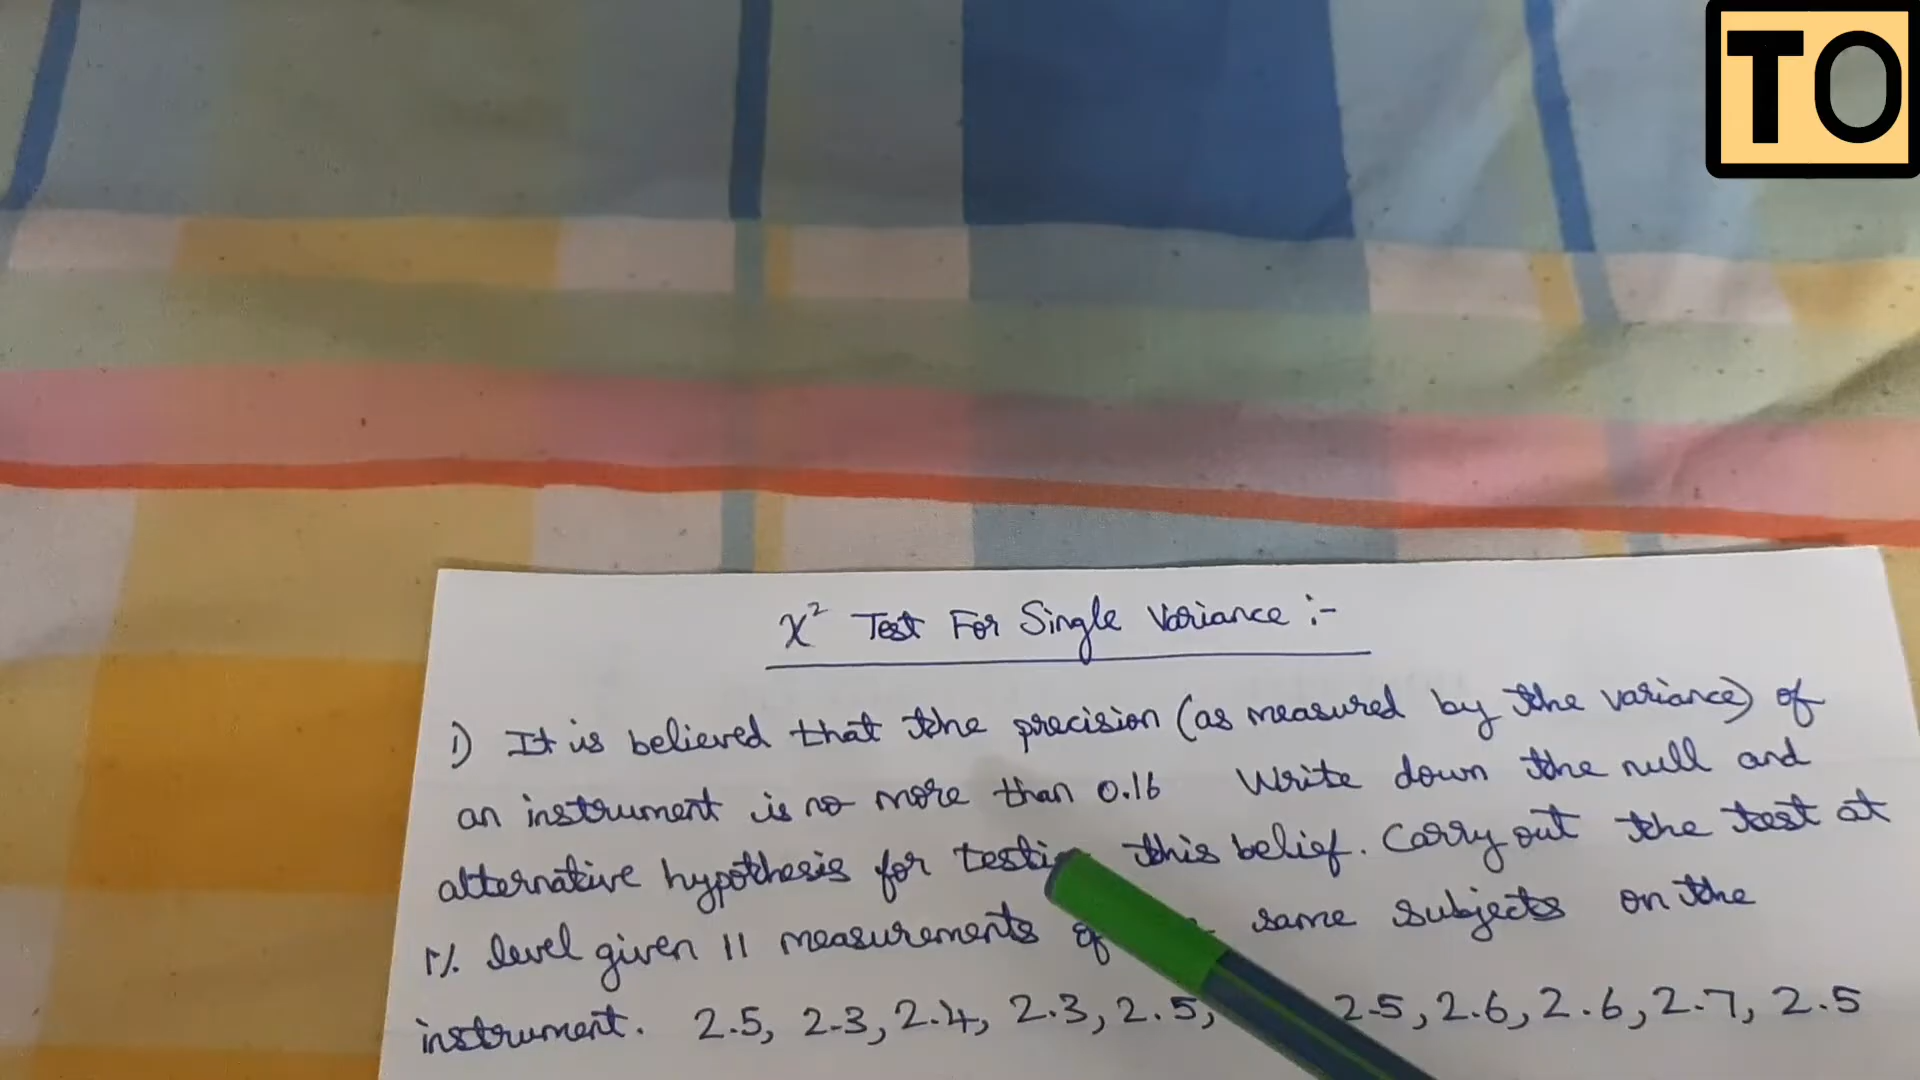 TO
χ² Test For Single Variance :-
1) It is believed that the precision (as measured by the variance) of
an instrument is no more than 0.16 Write down the null and
alternative hypothesis for this belief. Carry out the test at
1% level given 11 measurements of same subjects on the
instrument. 2.5, 2.3, 2.4, 2.3, 2.5, 2.5, 2.6, 2.6, 2.7, 2.5